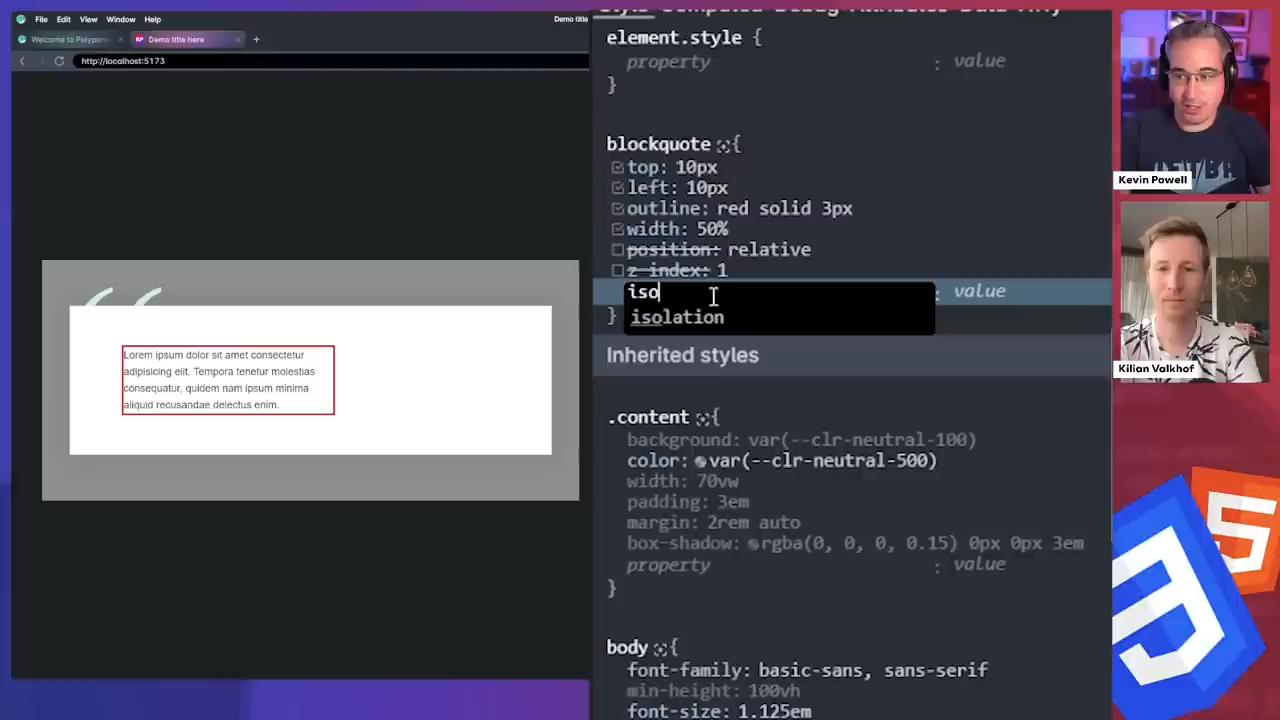 File Edit View Window Help
Demo title
Welcome to Polypane
Demo title here
http://localhost:5173
Lorem ipsum dolor sit amet consectetur
adipisicing elit. Tempora tenetur molestias
consequatur, quidem nam ipsum minima
aliquid recusandae delectus enim.
element.style {
property : value
}
blockquote {
top: 10px
left: 10px
outline: red solid 3px
width: 50%
position: relative
z-index: 1
iso : value
isolation
}
Inherited styles
.content {
background: var(--clr-neutral-100)
color: var(--clr-neutral-500)
width: 70vw
padding: 3em
margin: 2rem auto
box-shadow: rgba(0, 0, 0, 0.15) 0px 0px 3em
property : value
}
body {
font-family: basic-sans, sans-serif
min-height: 100vh
font-size: 1.125em
Kevin Powell
Kilian Valkhof